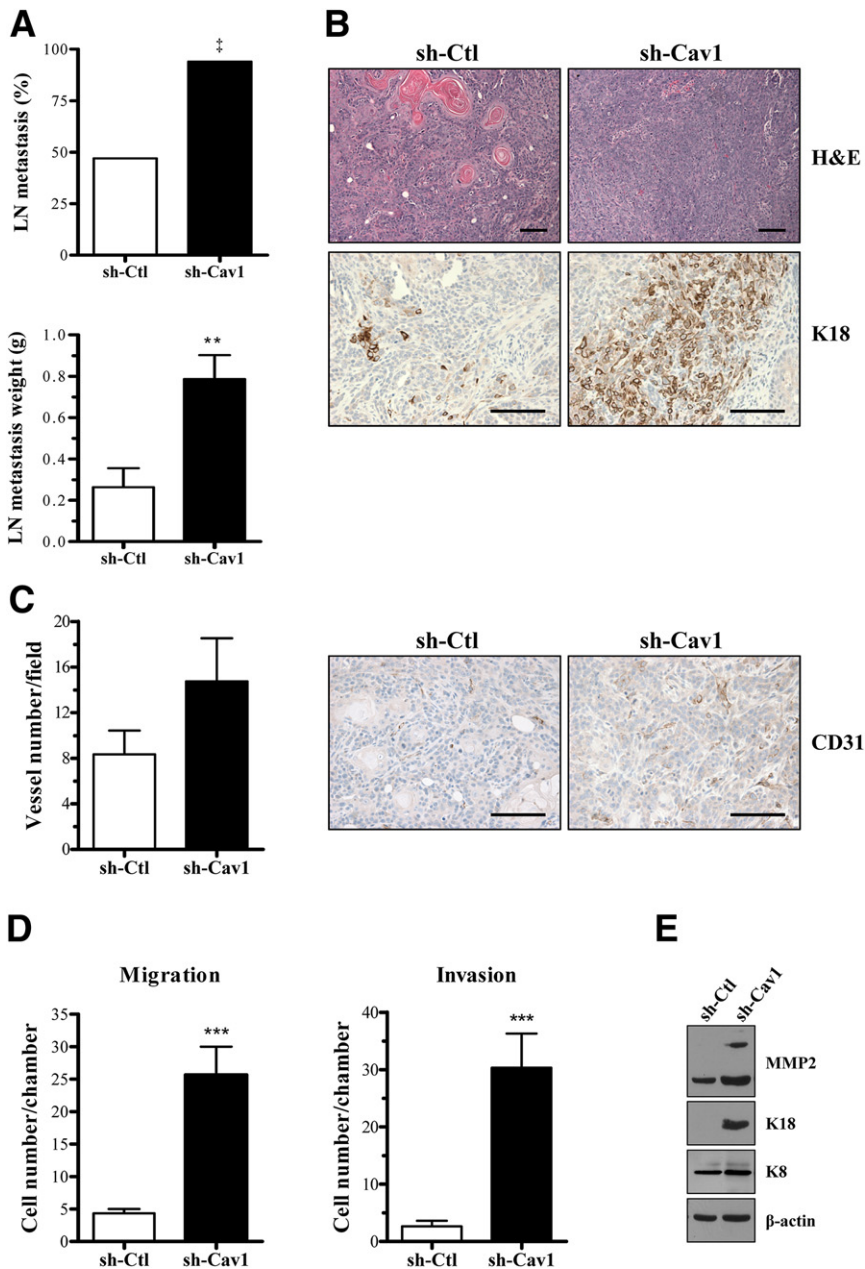 A
LN metastasis (%)
100
75
50
25
0
‡
sh-Ctl sh-Cav1
LN metastasis weight (g)
1.0
0.8
0.6
0.4
0.2
0.0
**
sh-Ctl sh-Cav1
B
sh-Ctl sh-Cav1
H&E
K18
C
Vessel number/field
20
16
12
8
4
0
sh-Ctl sh-Cav1
sh-Ctl sh-Cav1
CD31
D
Migration
Cell number/chamber
35
30
25
20
15
10
5
0
***
sh-Ctl sh-Cav1
Invasion
Cell number/chamber
40
30
20
10
0
***
sh-Ctl sh-Cav1
E
sh-Ctl sh-Cav1
MMP2
K18
K8
β-actin